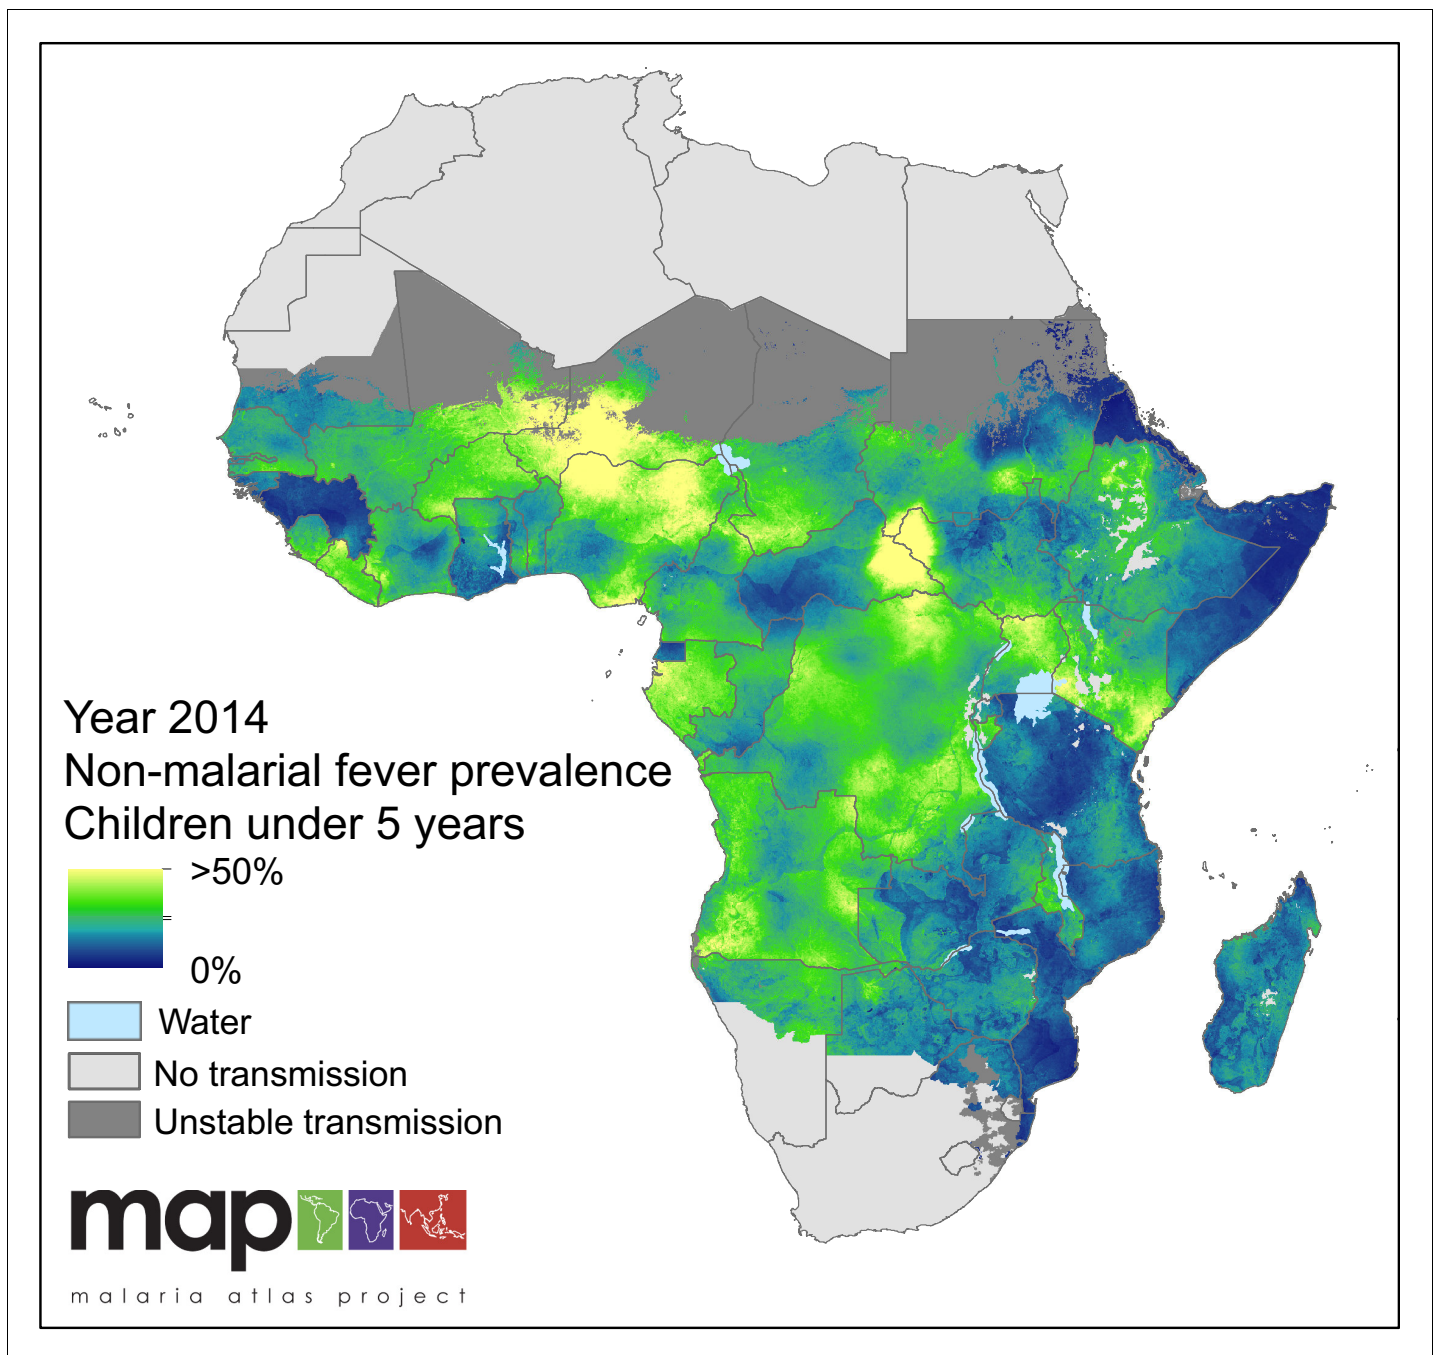 Year 2014
Non-malarial fever prevalence
Children under 5 years
>50%
0%
Water
No transmission
Unstable transmission
map
malaria atlas project